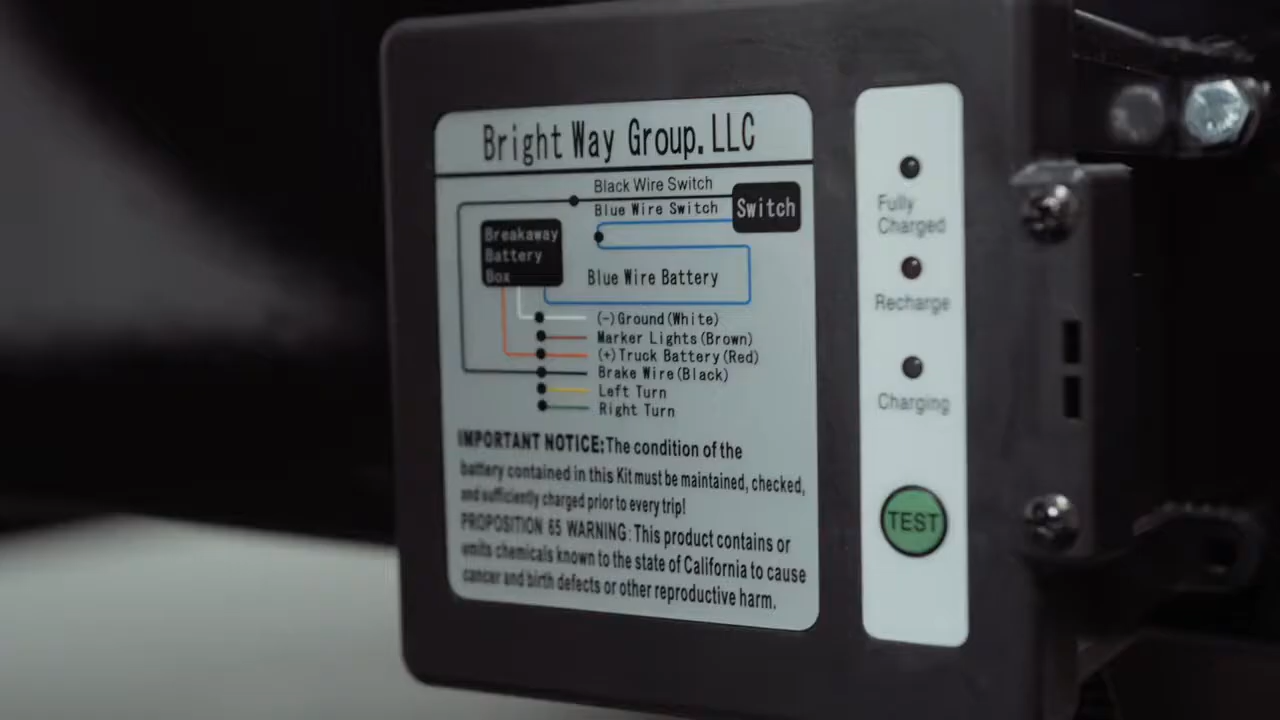 Bright Way Group.LLC
Black Wire Switch
Blue Wire Switch
Switch
Breakaway
Battery
Box
Blue Wire Battery
(-)Ground(White)
Marker Lights(Brown)
(+)Truck Battery(Red)
Brake Wire(Black)
Left Turn
Right Turn
IMPORTANT NOTICE:The condition of the
battery contained in this Kit must be maintained, checked,
and sufficiently charged prior to every trip!
PROPOSITION 65 WARNING: This product contains or
emits chemicals known to the state of California to cause
cancer and birth defects or other reproductive harm.
Fully
Charged
Recharge
Charging
TEST